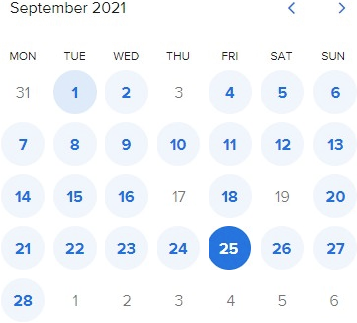 September 2021
MON TUE WED THU FRI SAT SUN
31 1 2 3 4 5 6
7 8 9 10 11 12 13
14 15 16 17 18 19 20
21 22 23 24 25 26 27
28 1 2 3 4 5 6